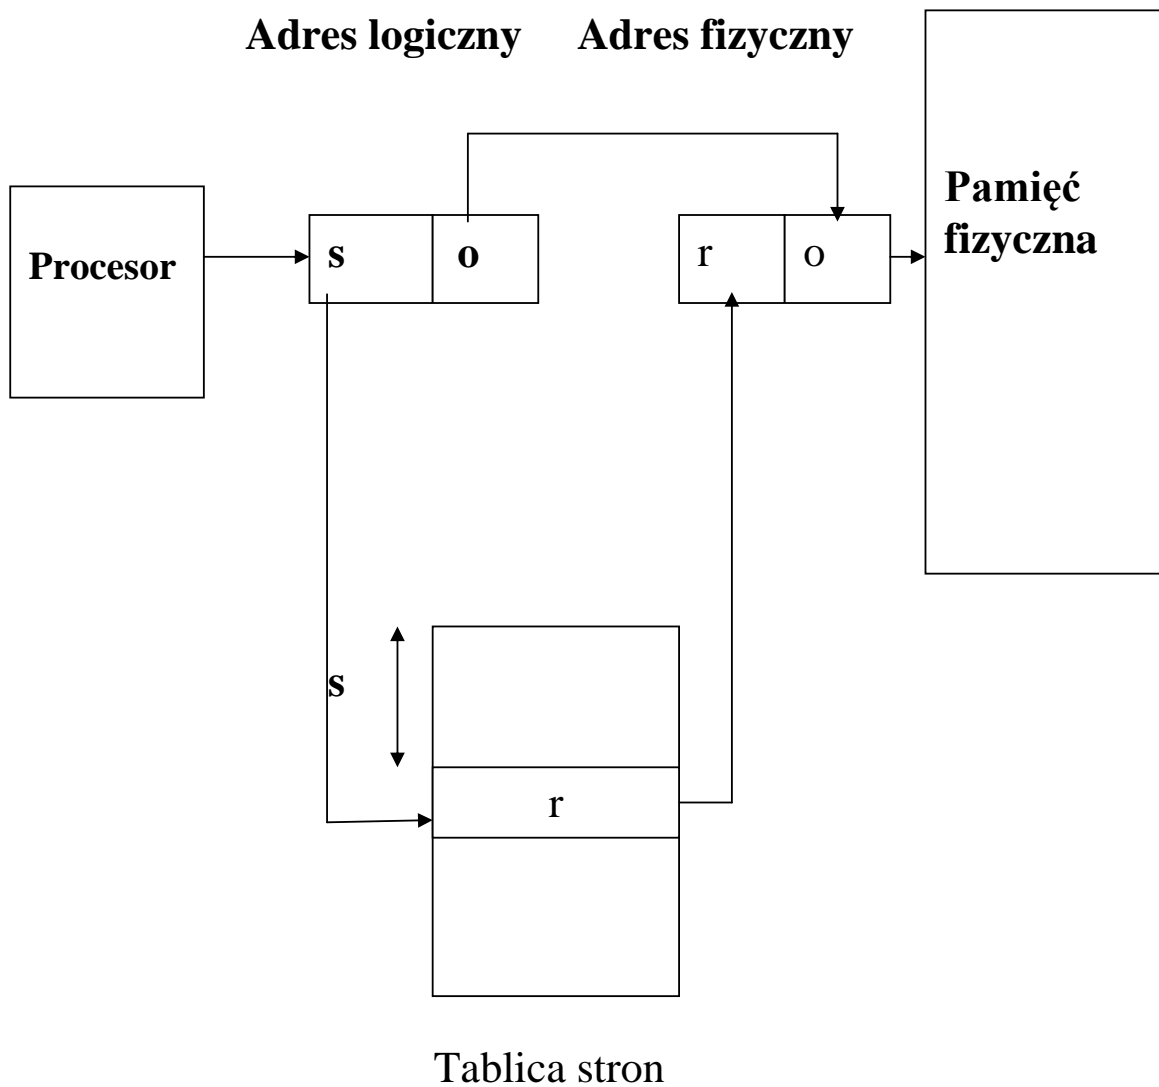 Adres logiczny
Adres fizyczny
Procesor
s
o
r
o
Pamięć
fizyczna
s
r
Tablica stron